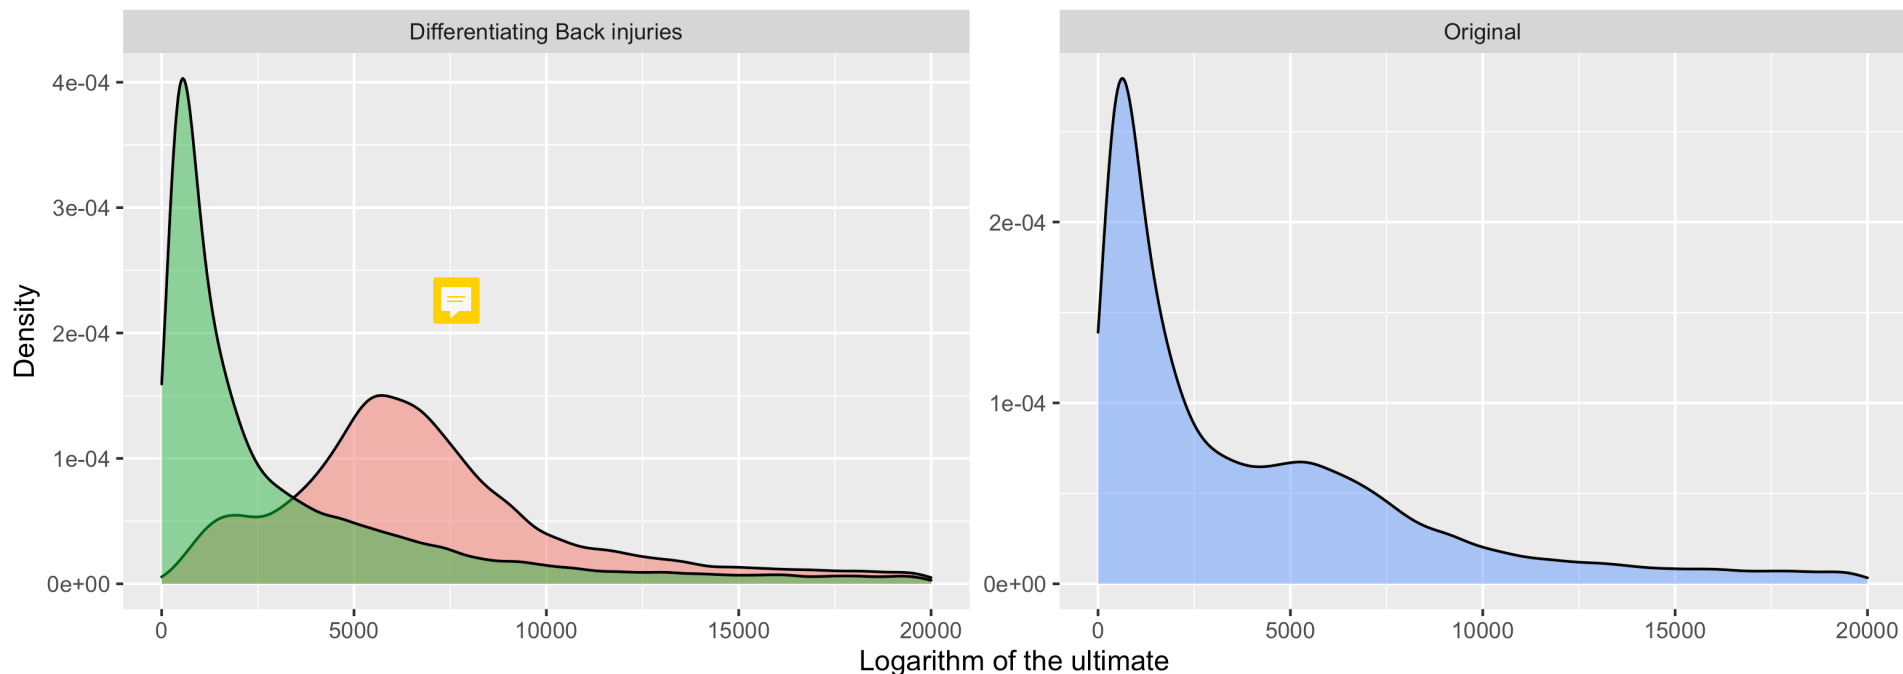 Differentiating Back injuries
Original
4e-04
3e-04
2e-04
1e-04
0e+00
Density
0
5000
10000
15000
20000
2e-04
1e-04
0e+00
0
5000
10000
15000
20000
Logarithm of the ultimate